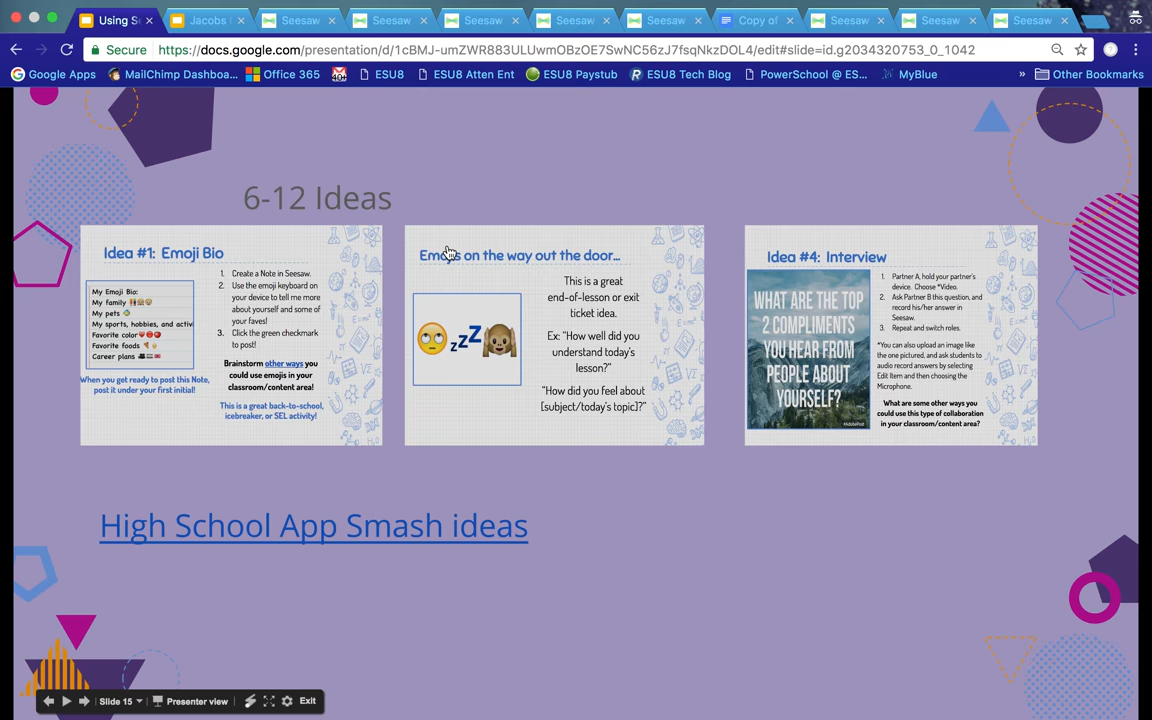 Using Se
Jacobs
Seesaw
Seesaw
Seesaw
Seesaw
Seesaw
Copy of
Seesaw
Seesaw
Seesaw
Secure
https://docs.google.com/presentation/d/1cBMJ-umZWR883ULUwmOBzOE7SwNC56zJ7fsqNkzDOL4/edit#slide=id.g2034320753_0_1042
Google Apps
MailChimp Dashboa...
Office 365
40+
ESU8
ESU8 Atten Ent
ESU8 Paystub
ESU8 Tech Blog
PowerSchool @ ES...
MyBlue
»
Other Bookmarks
6-12 Ideas
Idea #1: Emoji Bio
My Emoji Bio:
My family 
My pets 
My sports, hobbies, and activi
Favorite color
Favorite foods
Career plans
When you get ready to post this Note,
post it under your first initial!
1. Create a Note in Seesaw.
2. Use the emoji keyboard on
your device to tell me more
about yourself and some of
your faves!
3. Click the green checkmark
to post!
Brainstorm other ways you
could use emojis in your
classroom/content area!
This is a great back-to-school,
icebreaker, or SEL activity!
on the way out the door...
zzZ
This is a great
end-of-lesson or exit
ticket idea.
Ex: "How well did you
understand today's
lesson?"
"How did you feel about
[subject/today's topic]?"
Idea #4: Interview
WHAT ARE THE TOP
2 COMPLIMENTS
YOU HEAR FROM
PEOPLE ABOUT
YOURSELF?
#AdobePost
1. Partner A, hold your partner's
device. Choose *Video.
2. Ask Partner B this question, and
record his/her answer in
Seesaw.
3. Repeat and switch roles.
*You can also upload an image like
the one pictured, and ask students to
audio record answers by selecting
Edit Item and then choosing the
Microphone.
What are some other ways you
could use this type of collaboration
in your classroom/content area?
High School App Smash ideas
Slide 15
Presenter view
Exit